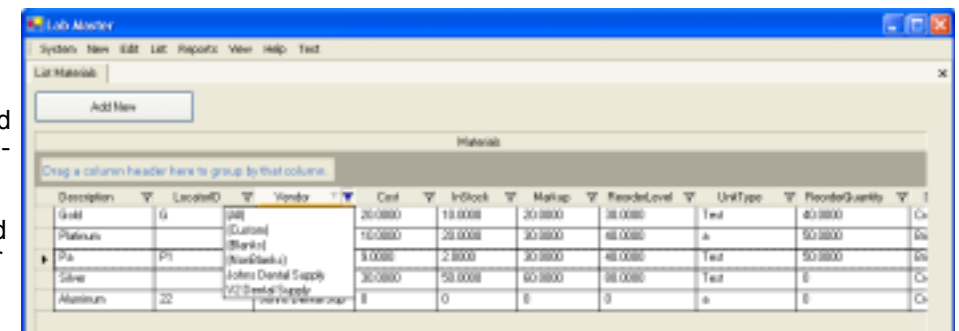 Lab Master
System New Edit List Reports View Help Test
List Materials
Add New
d
-
d
Materials
Drag a column header here to group by that column.
Description LocatorID Vendor Cost InStock Markup ReorderLevel UnitType ReorderQuantity
Gold G (All) 20.0000 10.0000 20.0000 30.0000 Test 40.0000
(Custom)
Platinum 10.0000 20.0000 30.0000 40.0000 a 50.0000
(Blanks)
Pa P1 (NonBlanks) 5.0000 2.0000 30.0000 40.0000 Test 50.0000
Silver Johns Dental Supply 30.0000 50.0000 60.0000 80.0000 Test 0
V2 Dental Supply
Aluminum 22 Johns Dental Sup 0 0 0 0 a 0